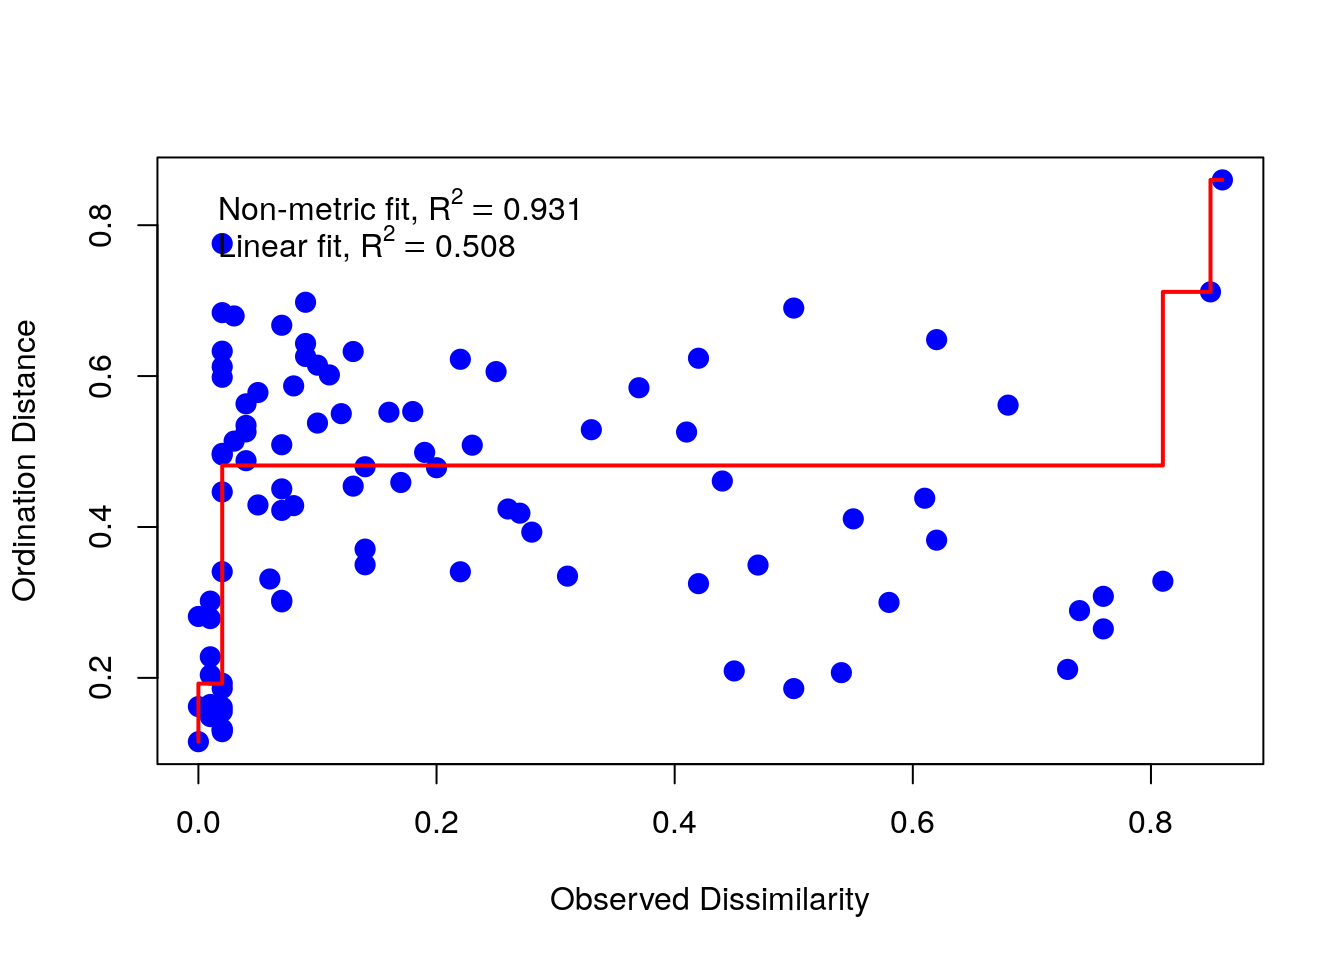 Non-metric fit, R² = 0.931
Linear fit, R² = 0.508
0.8
0.6
0.4
0.2
Ordination Distance
0.0 0.2 0.4 0.6 0.8
Observed Dissimilarity